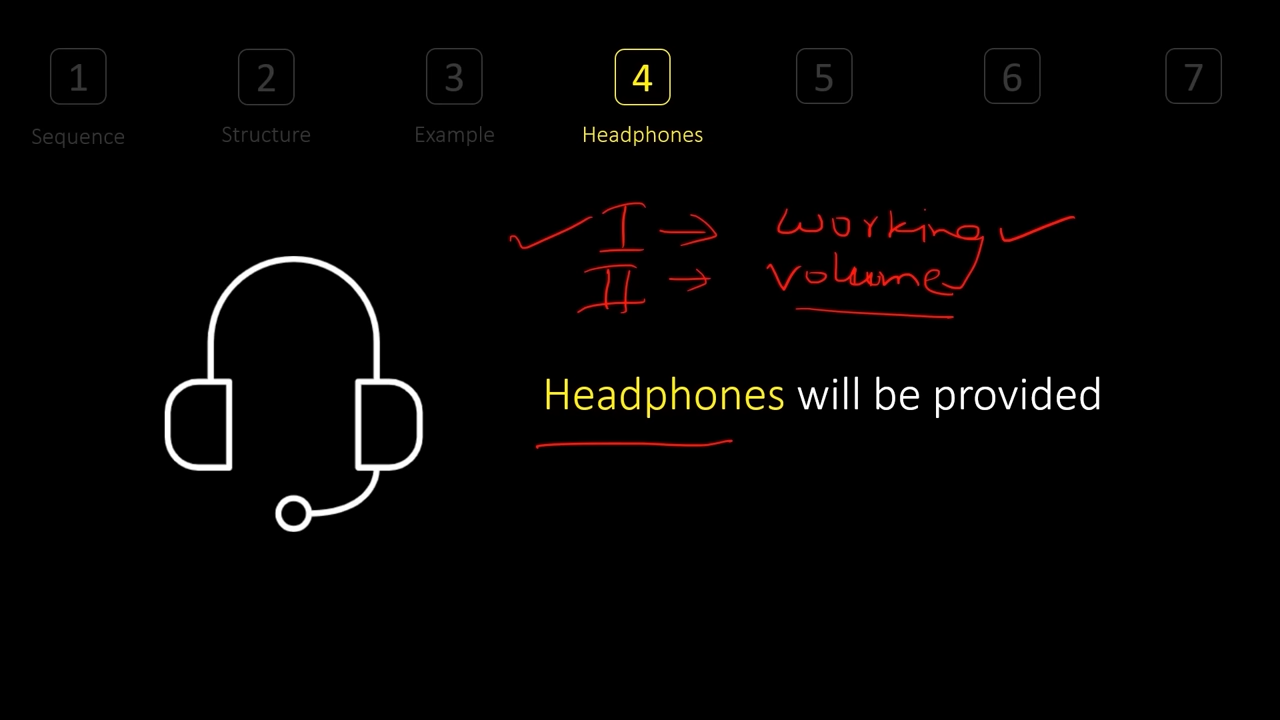 1 2 3 4 5 6 7
Sequence Structure Example Headphones
I → working
II → volume
Headphones will be provided